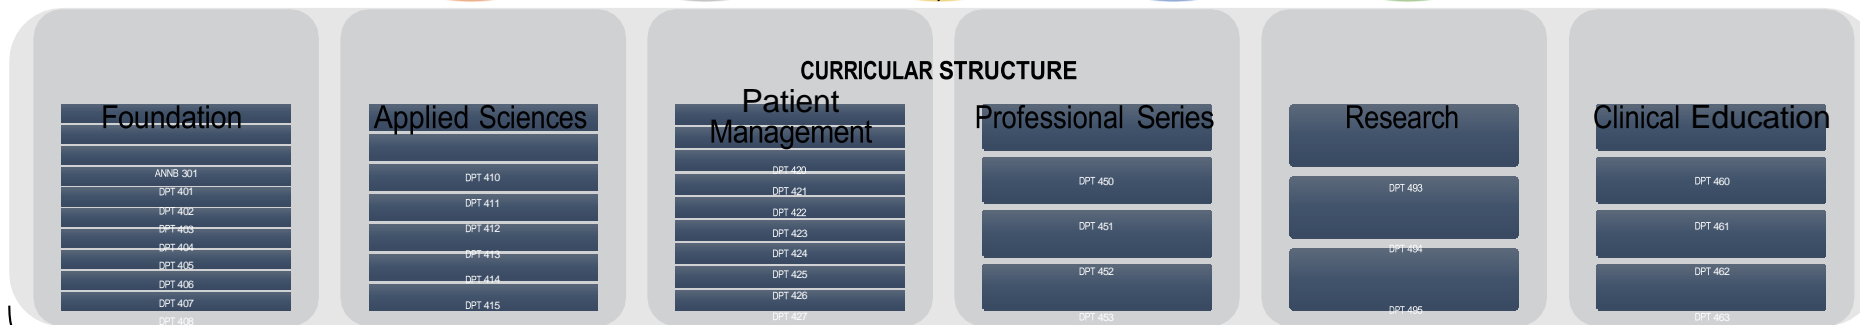 CURRICULAR STRUCTURE
Foundation
ANNB 301
DPT 401
DPT 402
DPT 403
DPT 404
DPT 405
DPT 406
DPT 407
DPT 408
Applied Sciences
DPT 410
DPT 411
DPT 412
DPT 413
DPT 414
DPT 415
Patient
Management
DPT 420
DPT 421
DPT 422
DPT 423
DPT 424
DPT 425
DPT 426
DPT 427
Professional Series
DPT 450
DPT 451
DPT 452
DPT 453
Research
DPT 493
DPT 494
DPT 495
Clinical Education
DPT 460
DPT 461
DPT 462
DPT 463